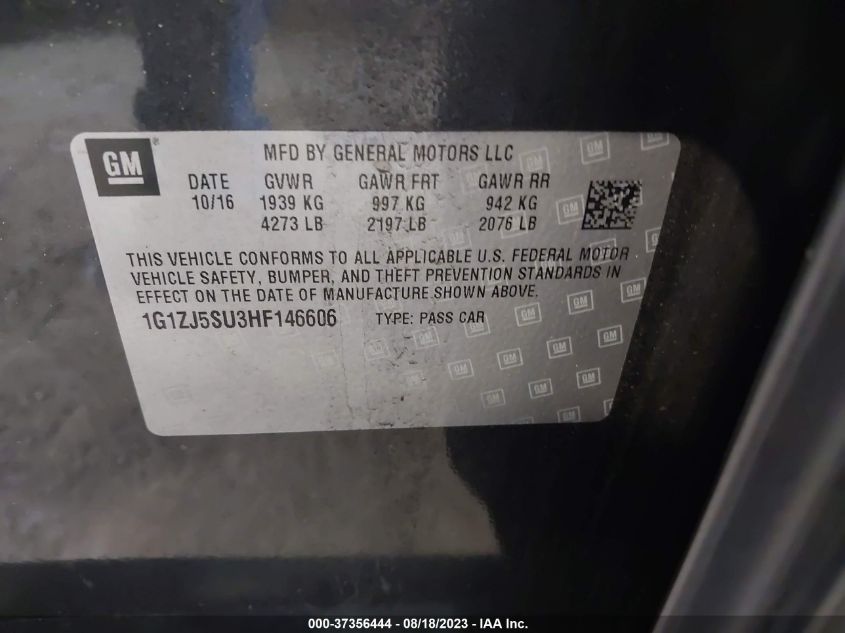 GM
MFD BY GENERAL MOTORS LLC
DATE GVWR GAWR FRT GAWR RR
10/16 1939 KG 997 KG 942 KG
4273 LB 2197 LB 2076 LB
THIS VEHICLE CONFORMS TO ALL APPLICABLE U.S. FEDERAL MOTOR
VEHICLE SAFETY, BUMPER, AND THEFT PREVENTION STANDARDS IN
EFFECT ON THE DATE OF MANUFACTURE SHOWN ABOVE.
1G1ZJ5SU3HF146606 TYPE: PASS CAR
000-37356444 - 08/18/2023 - IAA Inc.